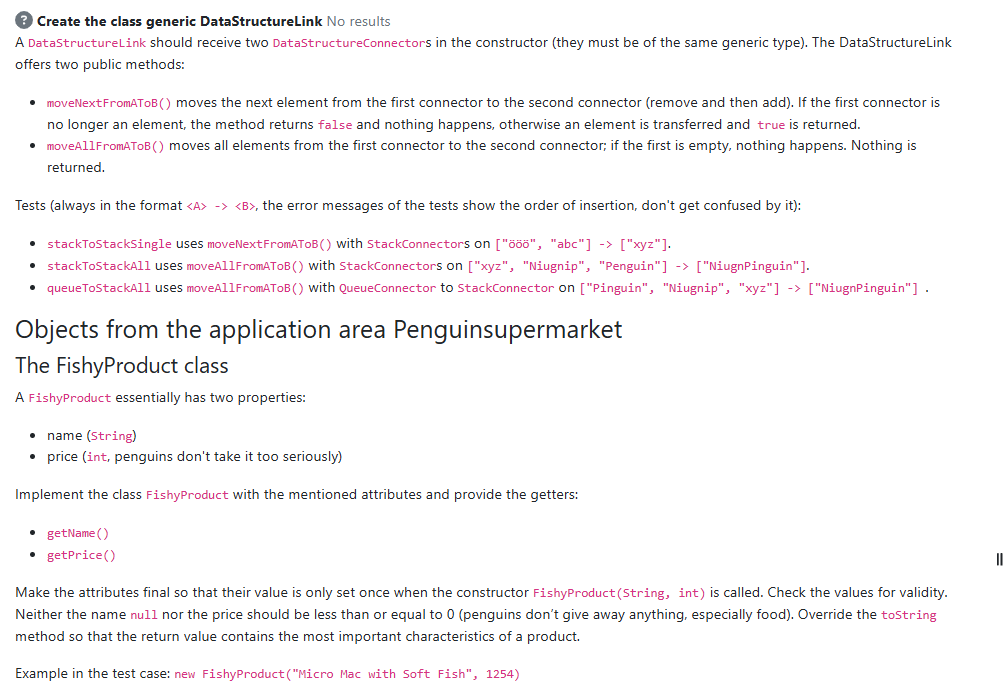 ? Create the class generic DataStructureLink No results
A DataStructureLink should receive two DataStructureConnectors in the constructor (they must be of the same generic type). The DataStructureLink
offers two public methods:
• moveNextFromAToB() moves the next element from the first connector to the second connector (remove and then add). If the first connector is
no longer an element, the method returns false and nothing happens, otherwise an element is transferred and true is returned.
• moveAllFromAToB() moves all elements from the first connector to the second connector; if the first is empty, nothing happens. Nothing is
returned.
Tests (always in the format <A> -> <B>, the error messages of the tests show the order of insertion, don't get confused by it):
• stackToStackSingle uses moveNextFromAToB() with StackConnectors on ["ööö", "abc"] -> ["xyz"].
• stackToStackAll uses moveAllFromAToB() with StackConnectors on ["xyz", "Niugnip", "Penguin"] -> ["NiugnPinguin"].
• queueToStackAll uses moveAllFromAToB() with QueueConnector to StackConnector on ["Pinguin", "Niugnip", "xyz"] -> ["NiugnPinguin"] .
Objects from the application area Penguinsupermarket
The FishyProduct class
A FishyProduct essentially has two properties:
• name (String)
• price (int, penguins don't take it too seriously)
Implement the class FishyProduct with the mentioned attributes and provide the getters:
• getName()
• getPrice()
Make the attributes final so that their value is only set once when the constructor FishyProduct(String, int) is called. Check the values for validity.
Neither the name null nor the price should be less than or equal to 0 (penguins don't give away anything, especially food). Override the toString
method so that the return value contains the most important characteristics of a product.
Example in the test case: new FishyProduct("Micro Mac with Soft Fish", 1254)